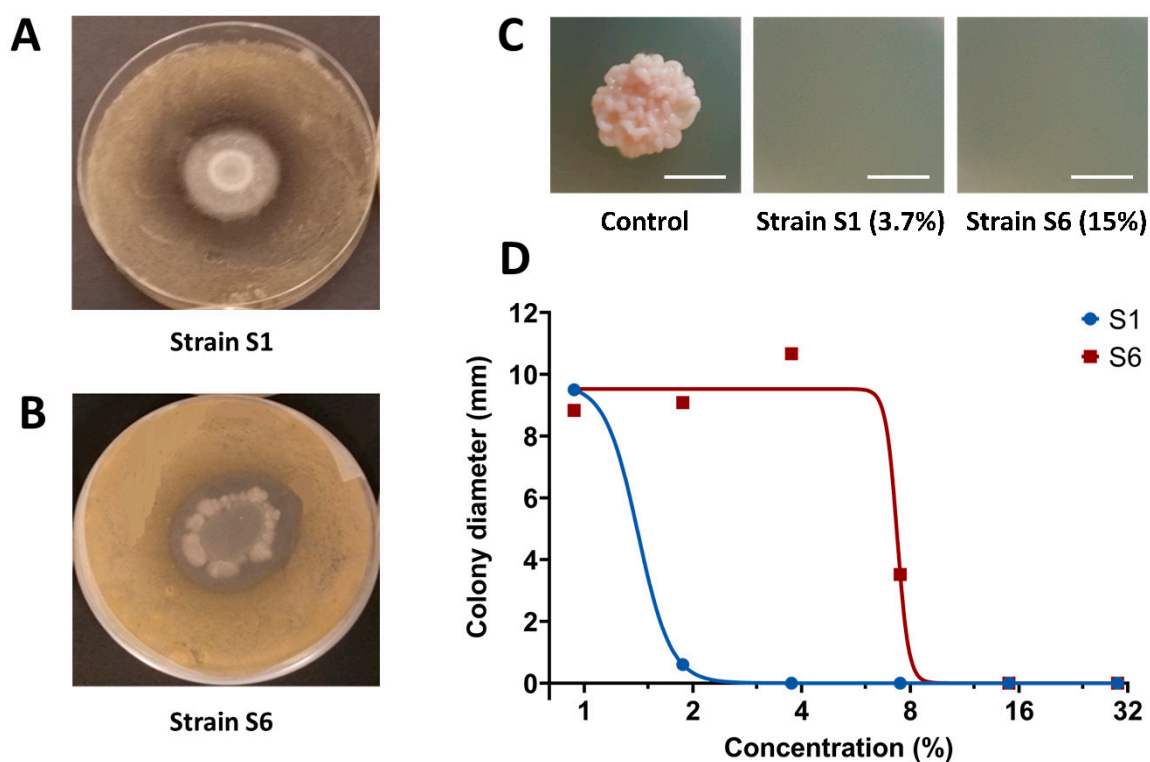 A
Strain S1
B
Strain S6
C
Control
Strain S1 (3.7%)
Strain S6 (15%)
D
12
10
8
6
4
2
0
Colony diameter (mm)
S1
S6
1
2
4
8
16
32
Concentration (%)